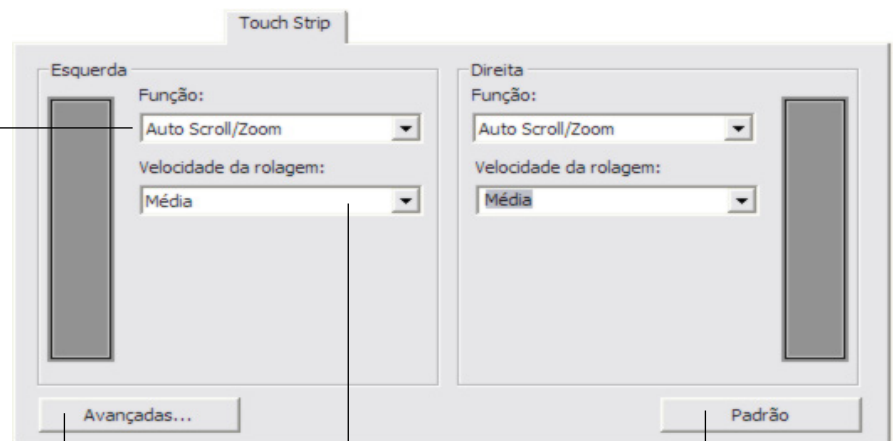 Touch Strip
Esquerda
Função:
Auto Scroll/Zoom
Velocidade da rolagem:
Média
Direita
Função:
Auto Scroll/Zoom
Velocidade da rolagem:
Média
Avançadas...
Padrão